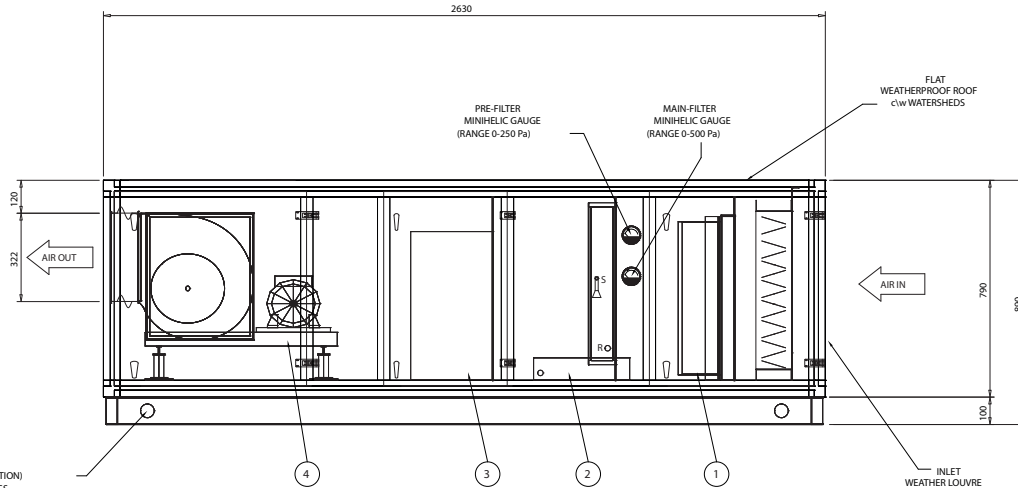 2630
FLAT
WEATHERPROOF ROOF
c\w WATERSHEDS
PRE-FILTER
MINIHELIC GAUGE
(RANGE 0-250 Pa)
MAIN-FILTER
MINIHELIC GAUGE
(RANGE 0-500 Pa)
120
322
AIR OUT
S
R
AIR IN
790
100
4
3
2
1
INLET
WEATHER LOUVRE